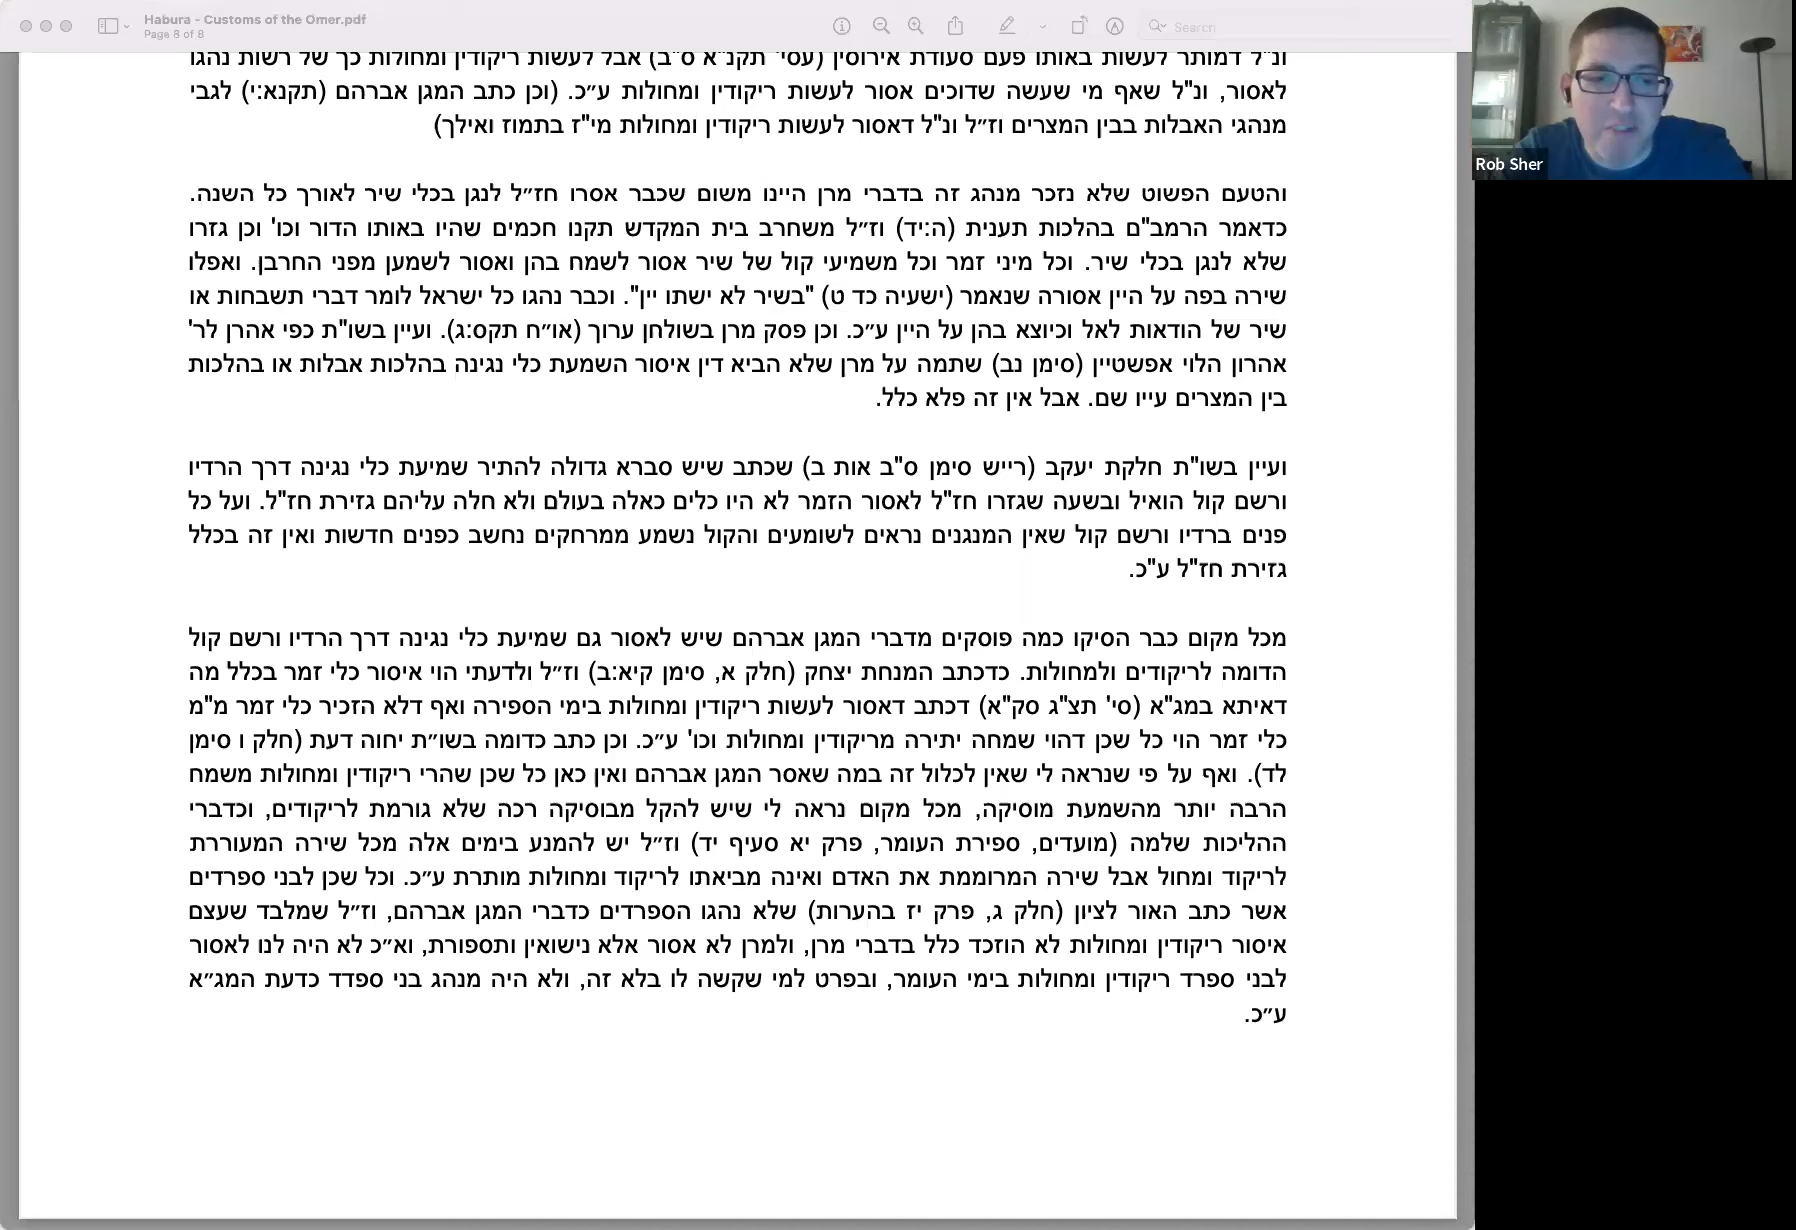 Habura - Customs of the Omer.pdf
Page 8 of 8
Search
Rob Sher
ונ"ל דמותר לעשות באותו פעם סעודת אירוסין (עסי' תקנ"א ס"ב) אבל לעשות ריקודין ומחולות כך של רשות נהגו
לאסור, ונ"ל שאף מי שעשה שדוכים אסור לעשות ריקודין ומחולות ע״כ. (וכן כתב המגן אברהם (תקנא:י) לגבי
מנהגי האבלות בבין המצרים וז״ל ונ"ל דאסור לעשות ריקודין ומחולות מי"ז בתמוז ואילך)
והטעם הפשוט שלא נזכר מנהג זה בדברי מרן היינו משום שכבר אסרו חז״ל לנגן בכלי שיר לאורך כל השנה.
כדאמר הרמב"ם בהלכות תענית (ה:יד) וז״ל משחרב בית המקדש תקנו חכמים שהיו באותו הדור וכו' וכן גזרו
שלא לנגן בכלי שיר. וכל מיני זמר וכל משמיעי קול של שיר אסור לשמח בהן ואסור לשמען מפני החרבן. ואפלו
שירה בפה על היין אסורה שנאמר (ישעיה כד ט) "בשיר לא ישתו יין". וכבר נהגו כל ישראל לומר דברי תשבחות או
שיר של הודאות לאל וכיוצא בהן על היין ע״כ. וכן פסק מרן בשולחן ערוך (או״ח תקס:ג). ועיין בשו"ת כפי אהרן לר'
אהרון הלוי אפשטיין (סימן נב) שתמה על מרן שלא הביא דין איסור השמעת כלי נגינה בהלכות אבלות או בהלכות
בין המצרים עייו שם. אבל אין זה פלא כלל.
ועיין בשו"ת חלקת יעקב (רייש סימן ס"ב אות ב) שכתב שיש סברא גדולה להתיר שמיעת כלי נגינה דרך הרדיו
ורשם קול הואיל ובשעה שגזרו חז"ל לאסור הזמר לא היו כלים כאלה בעולם ולא חלה עליהם גזירת חז"ל. ועל כל
פנים ברדיו ורשם קול שאין המנגנים נראים לשומעים והקול נשמע ממרחקים נחשב כפנים חדשות ואין זה בכלל
גזירת חז"ל ע"כ.
מכל מקום כבר הסיקו כמה פוסקים מדברי המגן אברהם שיש לאסור גם שמיעת כלי נגינה דרך הרדיו ורשם קול
הדומה לריקודים ולמחולות. כדכתב המנחת יצחק (חלק א, סימן קיא:ב) וז״ל ולדעתי הוי איסור כלי זמר בכלל מה
דאיתא במג"א (סי' תצ"ג סק"א) דכתב דאסור לעשות ריקודין ומחולות בימי הספירה ואף דלא הזכיר כלי זמר מ"מ
כלי זמר הוי כל שכן דהוי שמחה יתירה מריקודין ומחולות וכו' ע״כ. וכן כתב כדומה בשו״ת יחוה דעת (חלק ו סימן
לד). ואף על פי שנראה לי שאין לכלול זה במה שאסר המגן אברהם ואין כאן כל שכן שהרי ריקודין ומחולות משמח
הרבה יותר מהשמעת מוסיקה, מכל מקום נראה לי שיש להקל מבוסיקה רכה שלא גורמת לריקודים, וכדברי
ההליכות שלמה (מועדים, ספירת העומר, פרק יא סעיף יד) וז״ל יש להמנע בימים אלה מכל שירה המעוררת
לריקוד ומחול אבל שירה המרוממת את האדם ואינה מביאתו לריקוד ומחולות מותרת ע״כ. וכל שכן לבני ספרדים
אשר כתב האור לציון (חלק ג, פרק יז בהערות) שלא נהגו הספרדים כדברי המגן אברהם, וז״ל שמלבד שעצם
איסור ריקודין ומחולות לא הוזכד כלל בדברי מרן, ולמרן לא אסור אלא נישואין ותספורת, וא״כ לא היה לנו לאסור
לבני ספרד ריקודין ומחולות בימי העומר, ובפרט למי שקשה לו בלא זה, ולא היה מנהג בני ספדד כדעת המג״א
ע״כ.